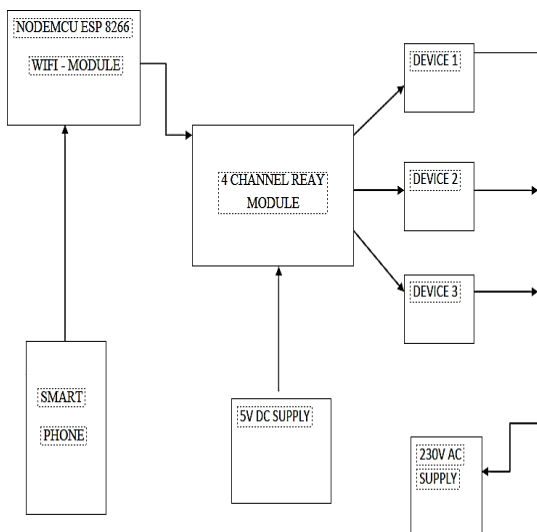 NODEMCU ESP 8266
WIFI - MODULE
DEVICE 1
4 CHANNEL REAY
MODULE
DEVICE 2
DEVICE 3
SMART
PHONE
5V DC SUPPLY
230V AC
SUPPLY